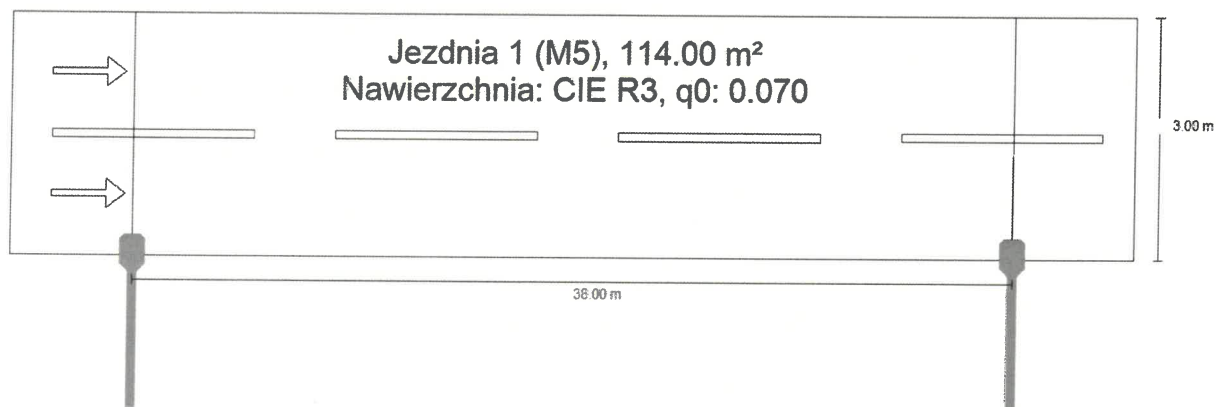 Jezdnia 1 (M5), 114.00 m²
Nawierzchnia: CIE R3, q0: 0.070
3.00 m
38.00 m